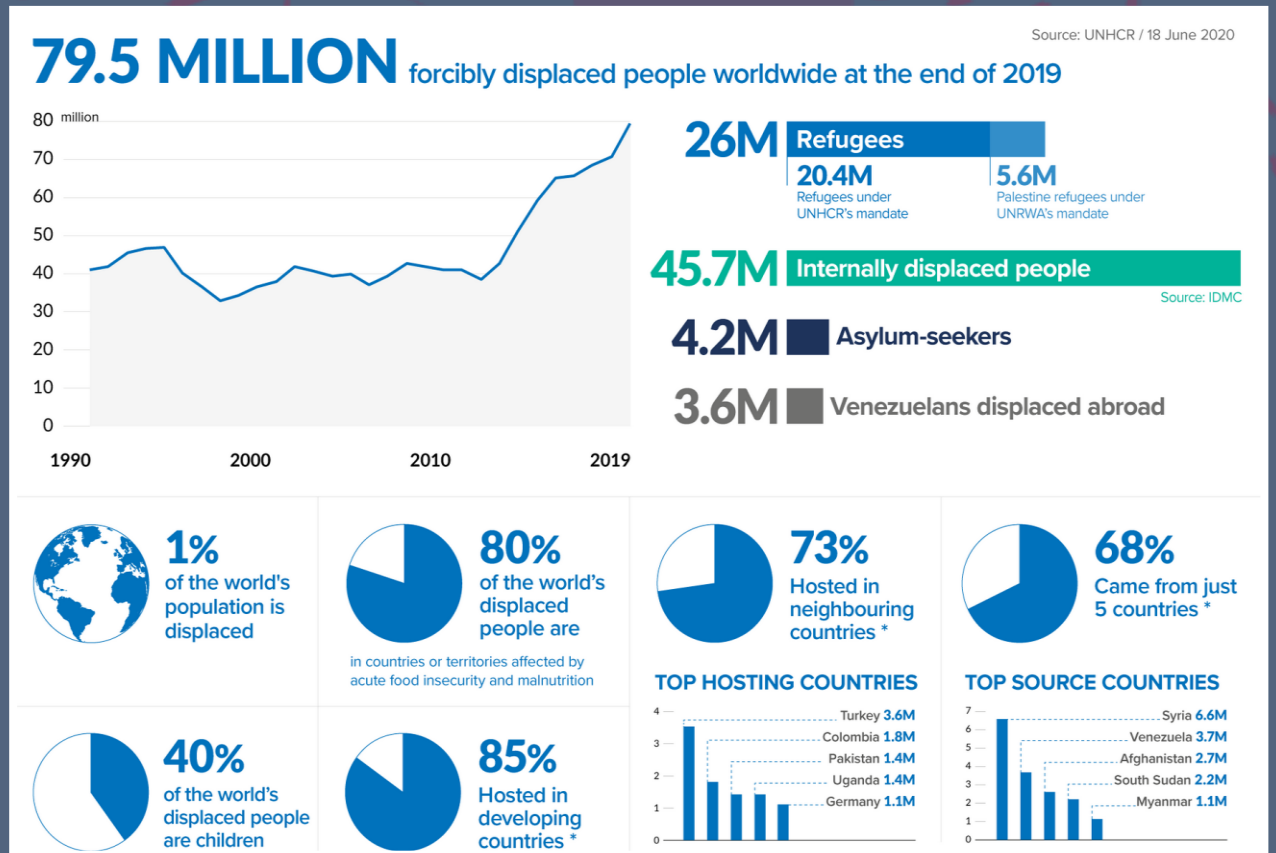 Source: UNHCR / 18 June 2020
79.5 MILLION forcibly displaced people worldwide at the end of 2019
80 million
70
60
50
40
30
20
10
0
1990 2000 2010 2019
26M Refugees
20.4M
Refugees under
UNHCR's mandate
5.6M
Palestine refugees under
UNRWA's mandate
45.7M Internally displaced people
Source: IDMC
4.2M Asylum-seekers
3.6M Venezuelans displaced abroad
1%
of the world's
population is
displaced
80%
of the world's
displaced
people are
in countries or territories affected by
acute food insecurity and malnutrition
73%
Hosted in
neighbouring
countries *
68%
Came from just
5 countries *
40%
of the world's
displaced people
are children
85%
Hosted in
developing
countries *
TOP HOSTING COUNTRIES
4
3
2
1
0
Turkey 3.6M
Colombia 1.8M
Pakistan 1.4M
Uganda 1.4M
Germany 1.1M
TOP SOURCE COUNTRIES
7
6
5
4
3
2
1
0
Syria 6.6M
Venezuela 3.7M
Afghanistan 2.7M
South Sudan 2.2M
Myanmar 1.1M